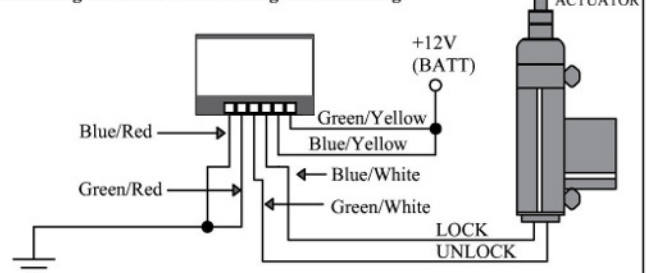 ACTUATOR
+12V
(BATT)
Green/Yellow
Blue/Red
Blue/Yellow
Blue/White
Green/Red
Green/White
LOCK
UNLOCK